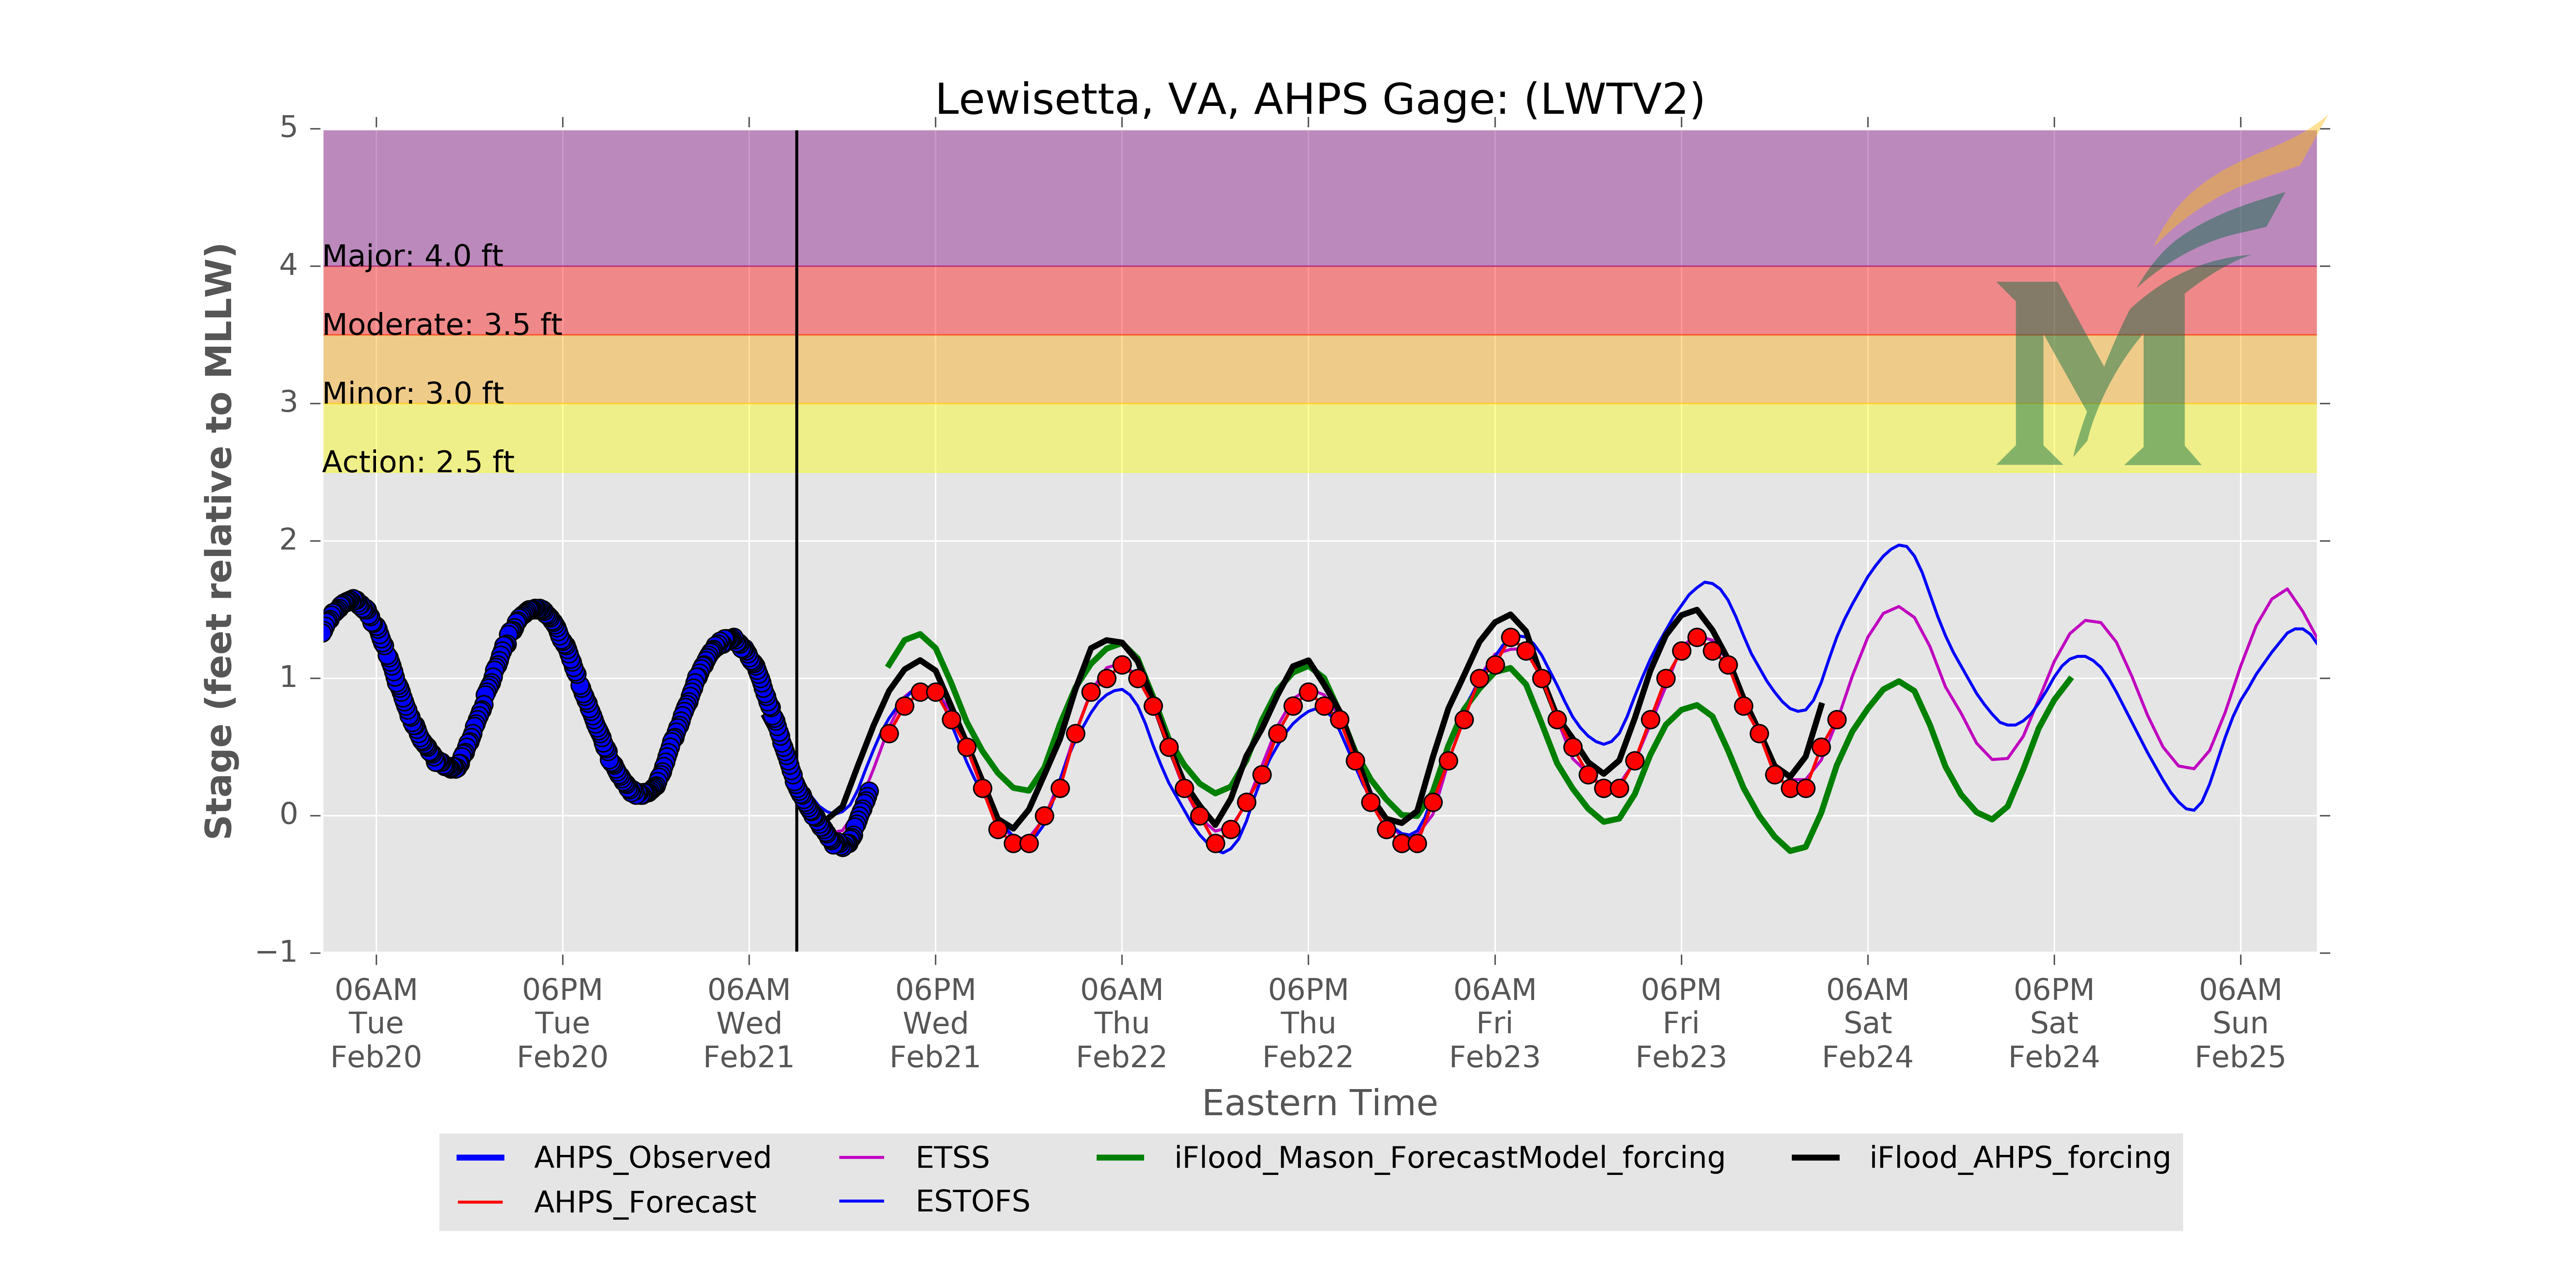 Lewisetta, VA, AHPS Gage: (LWTV2)
Stage (feet relative to MLLW)
5
4
3
2
1
0
−1
Major: 4.0 ft
Moderate: 3.5 ft
Minor: 3.0 ft
Action: 2.5 ft
06AM 06PM 06AM 06PM 06AM 06PM 06AM 06PM 06AM 06PM 06AM
Tue Tue Wed Wed Thu Thu Fri Fri Sat Sat Sun
Feb20 Feb20 Feb21 Feb21 Feb22 Feb22 Feb23 Feb23 Feb24 Feb24 Feb25
Eastern Time
AHPS_Observed ETSS iFlood_Mason_ForecastModel_forcing iFlood_AHPS_forcing
AHPS_Forecast ESTOFS